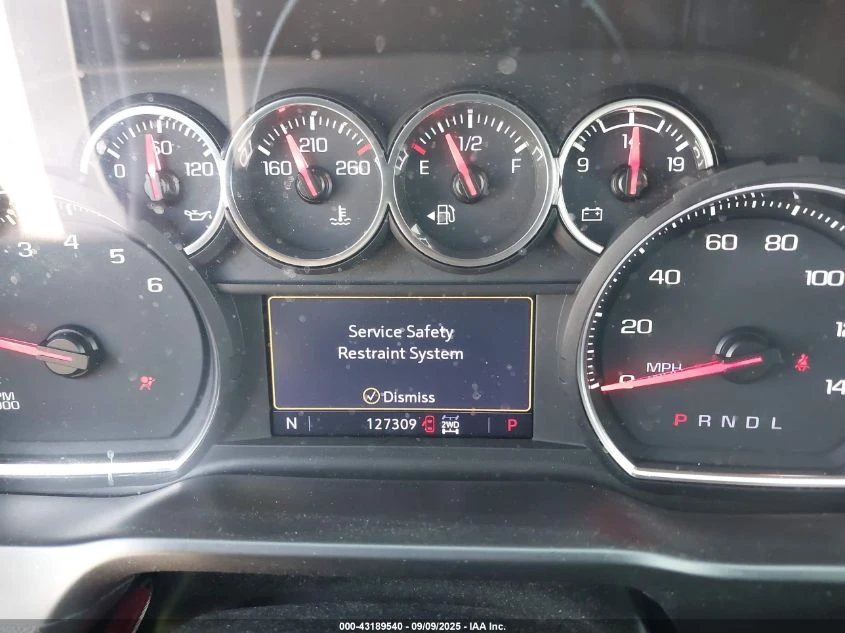 0 60 120
160 210 260
E 1/2 F
9 14 19
3 4 5 6
20 40 60 80 100
MPH
0
P R N D L
Service Safety
Restraint System
Dismiss
N 127309 2WD P
000-43189540 - 09/09/2025 - IAA Inc.